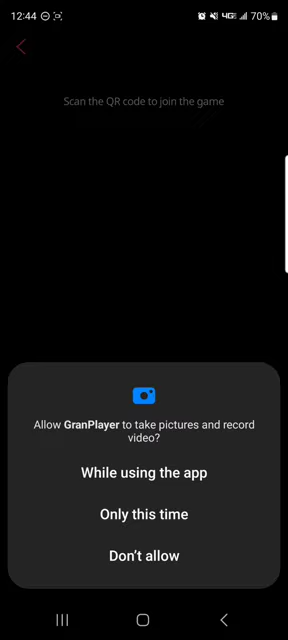 12:44
4G 70%
Scan the QR code to join the game
Allow GranPlayer to take pictures and record
video?
While using the app
Only this time
Don't allow